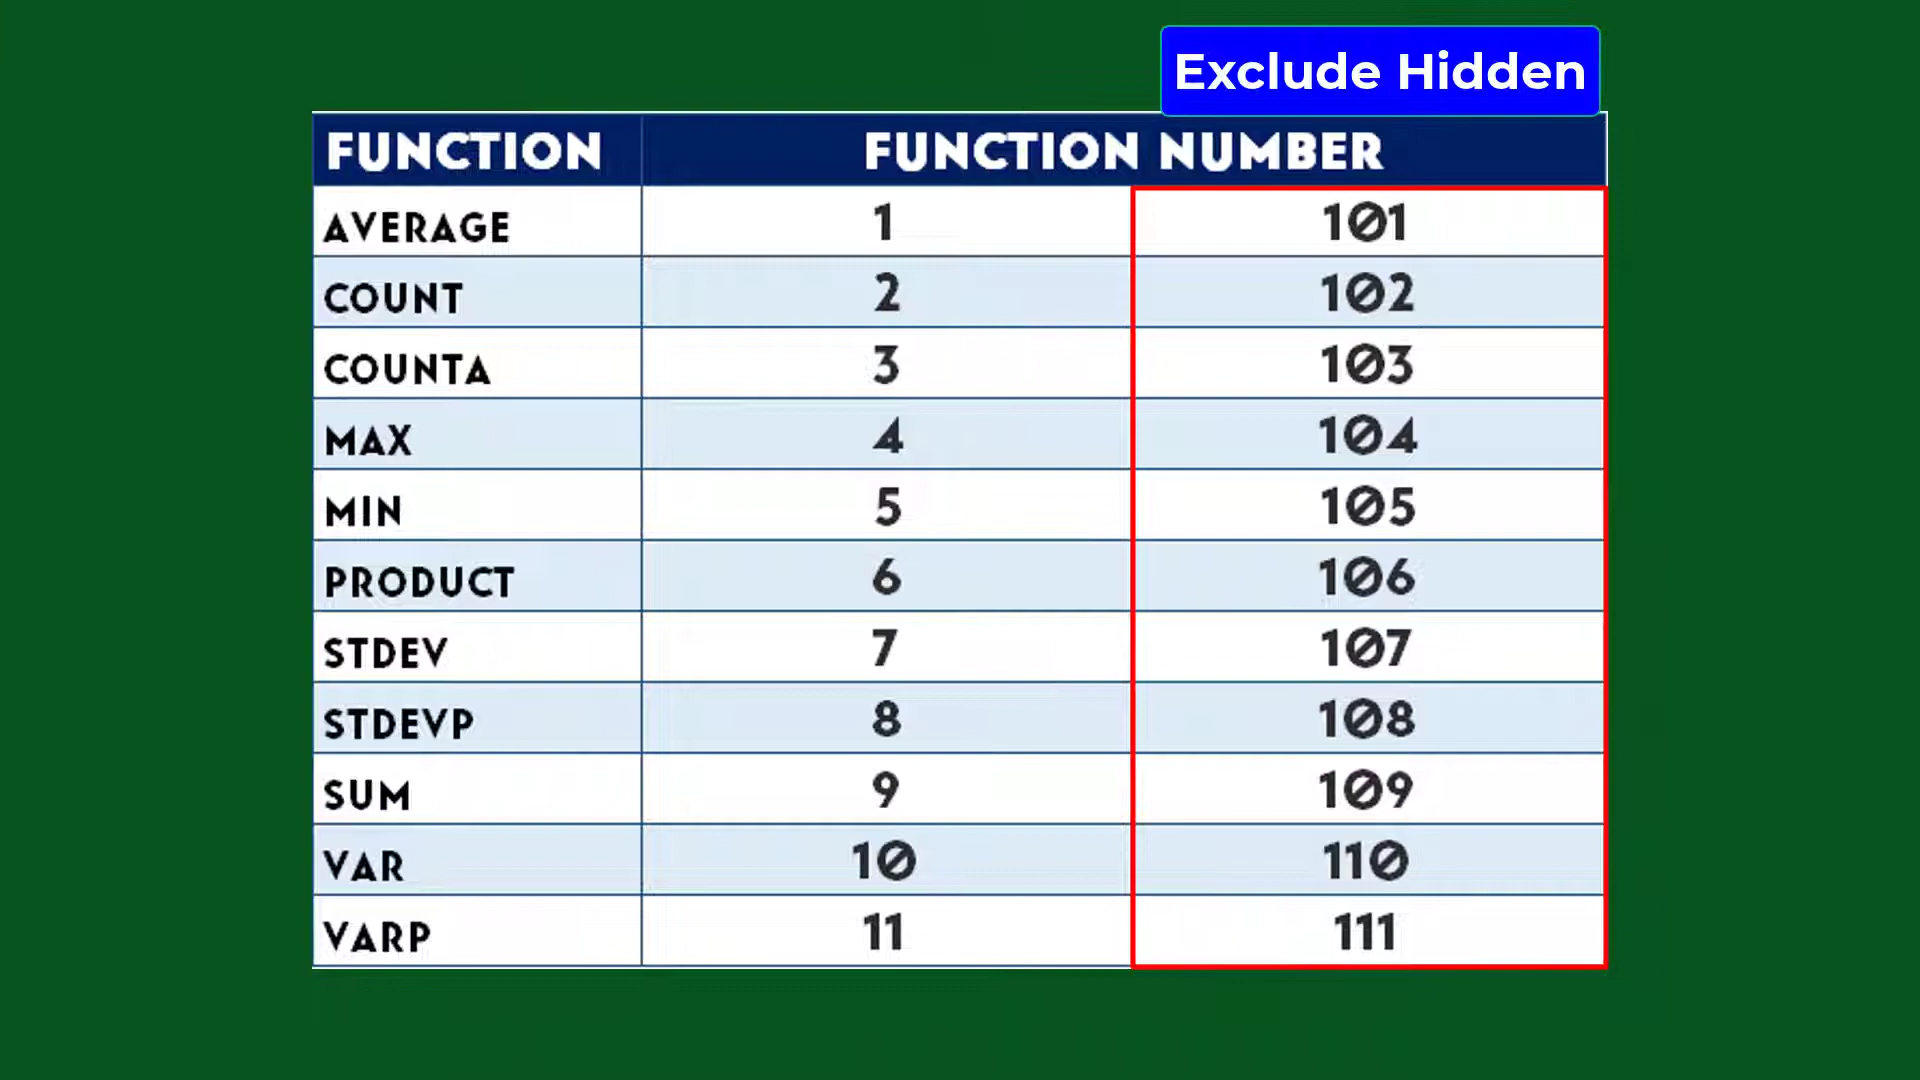 Exclude Hidden
FUNCTION FUNCTION NUMBER
AVERAGE 1 101
COUNT 2 102
COUNTA 3 103
MAX 4 104
MIN 5 105
PRODUCT 6 106
STDEV 7 107
STDEVP 8 108
SUM 9 109
VAR 10 110
VARP 11 111